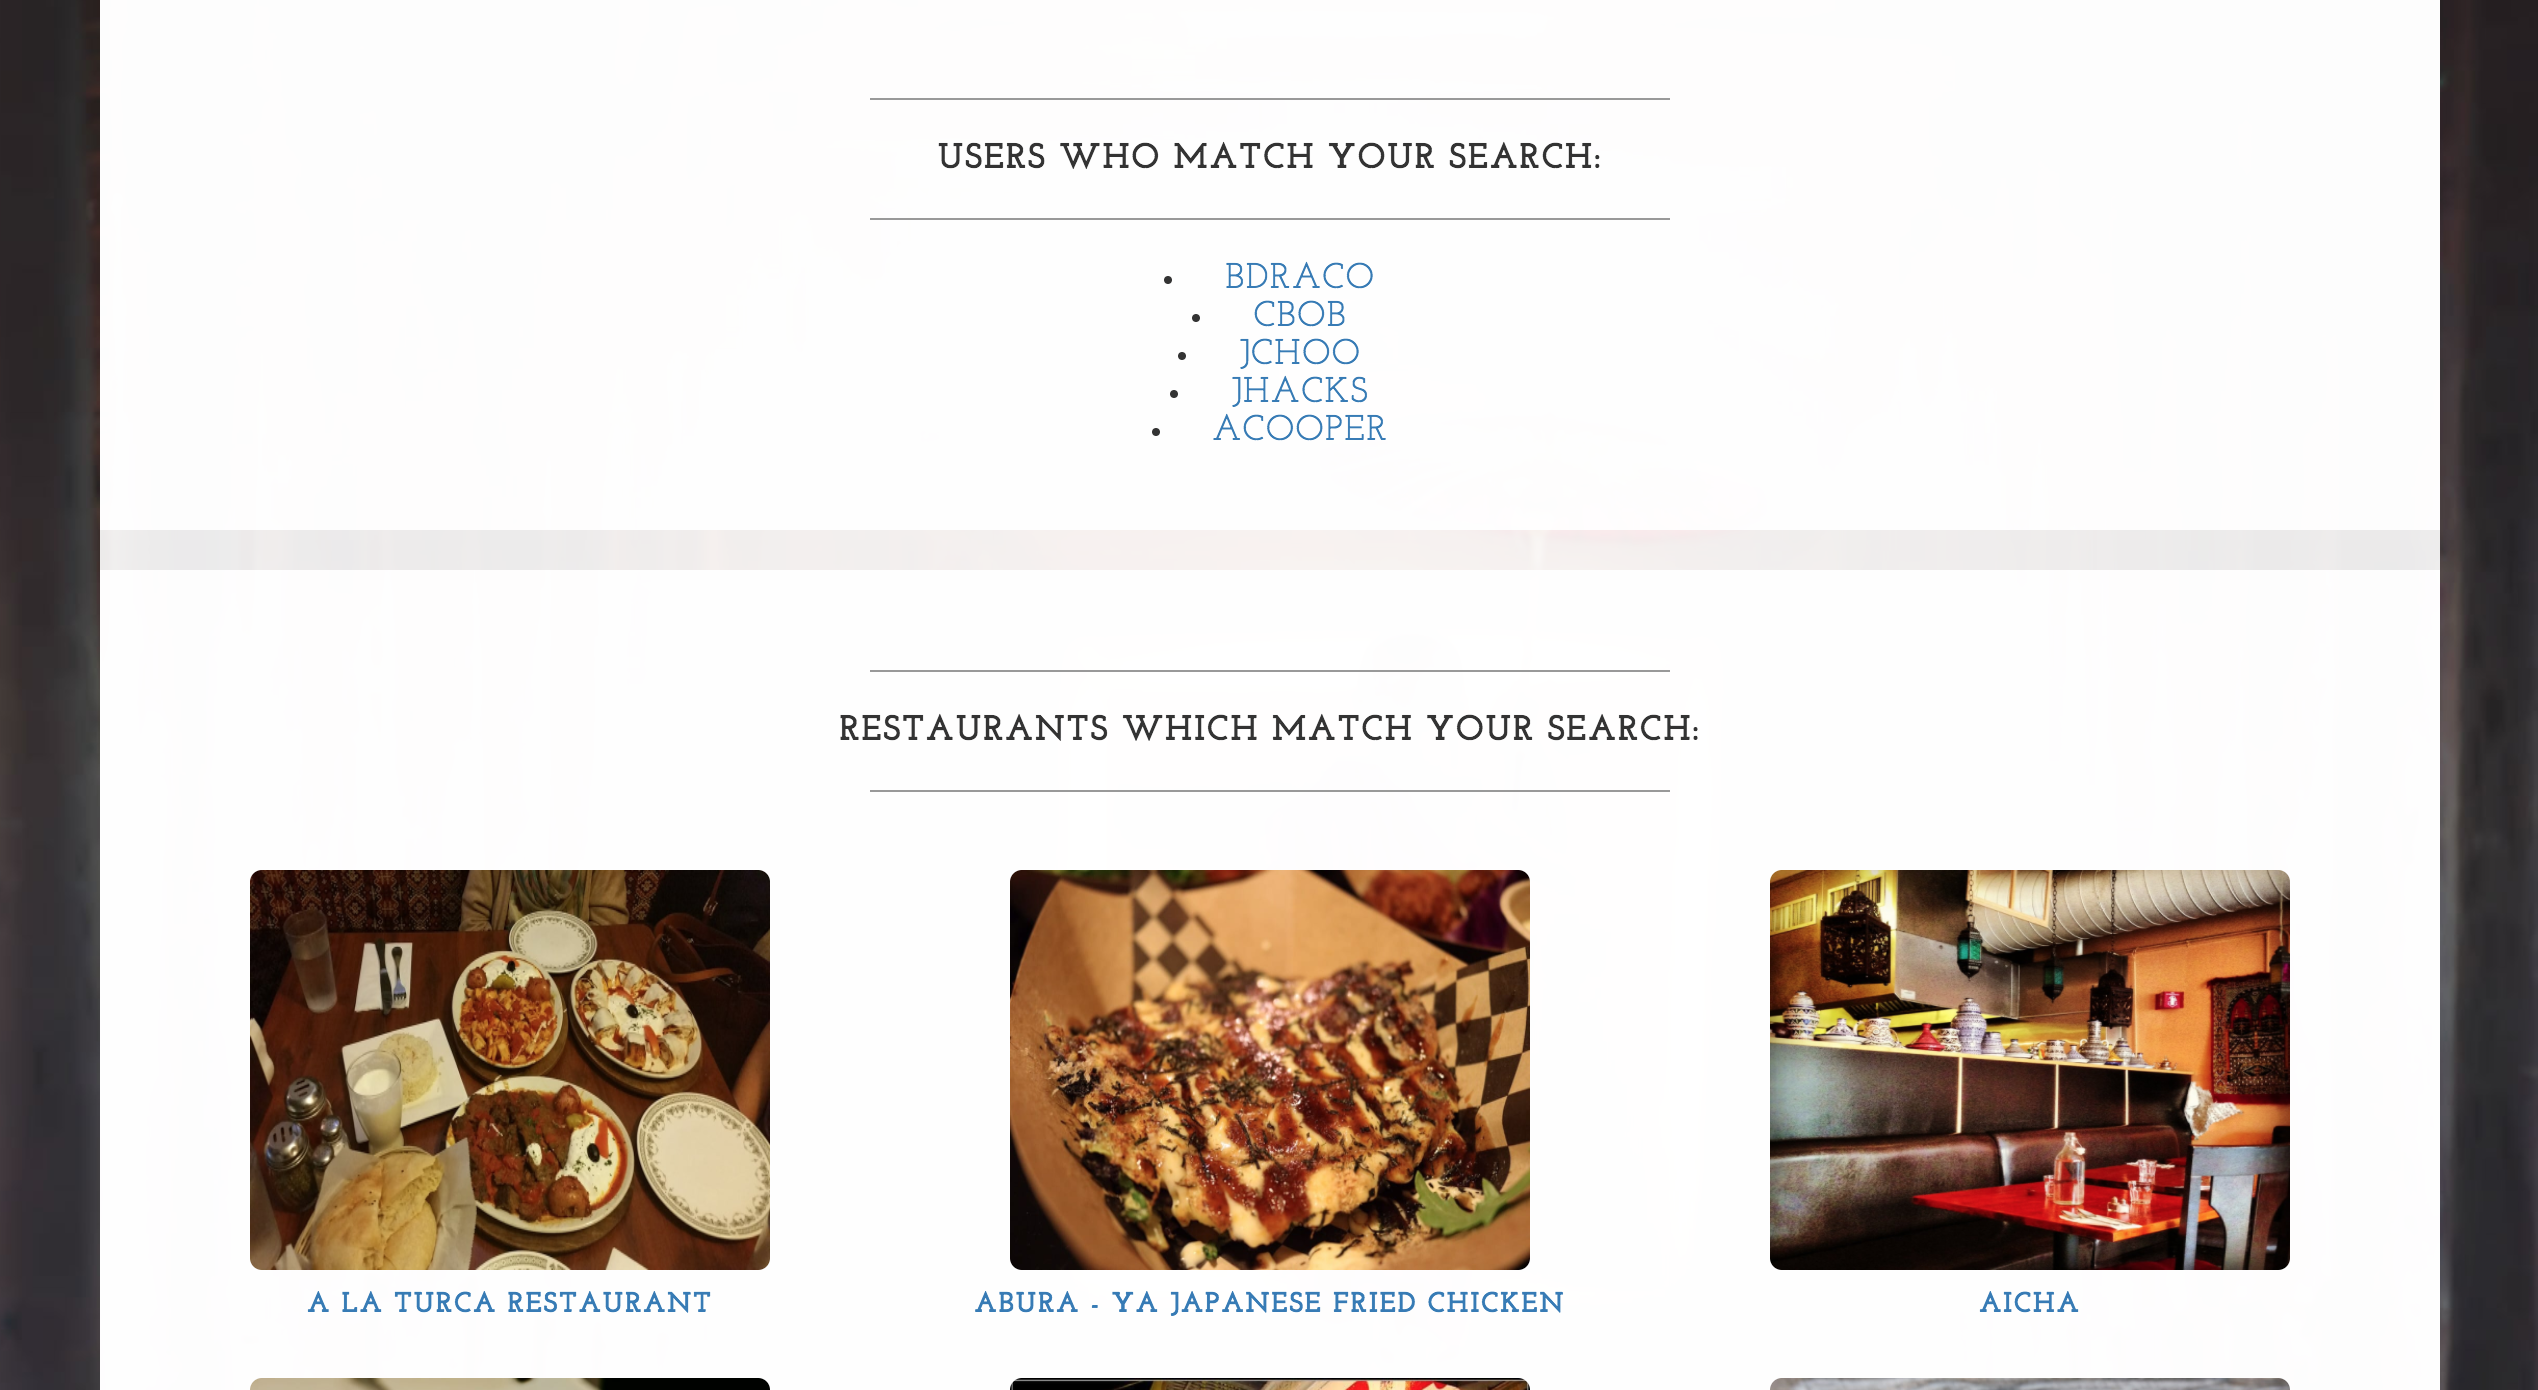 USERS WHO MATCH YOUR SEARCH:
BDRACO
CBOB
JCHOO
JHACKS
ACOOPER
RESTAURANTS WHICH MATCH YOUR SEARCH:
A LA TURCA RESTAURANT
ABURA - YA JAPANESE FRIED CHICKEN
AICHA